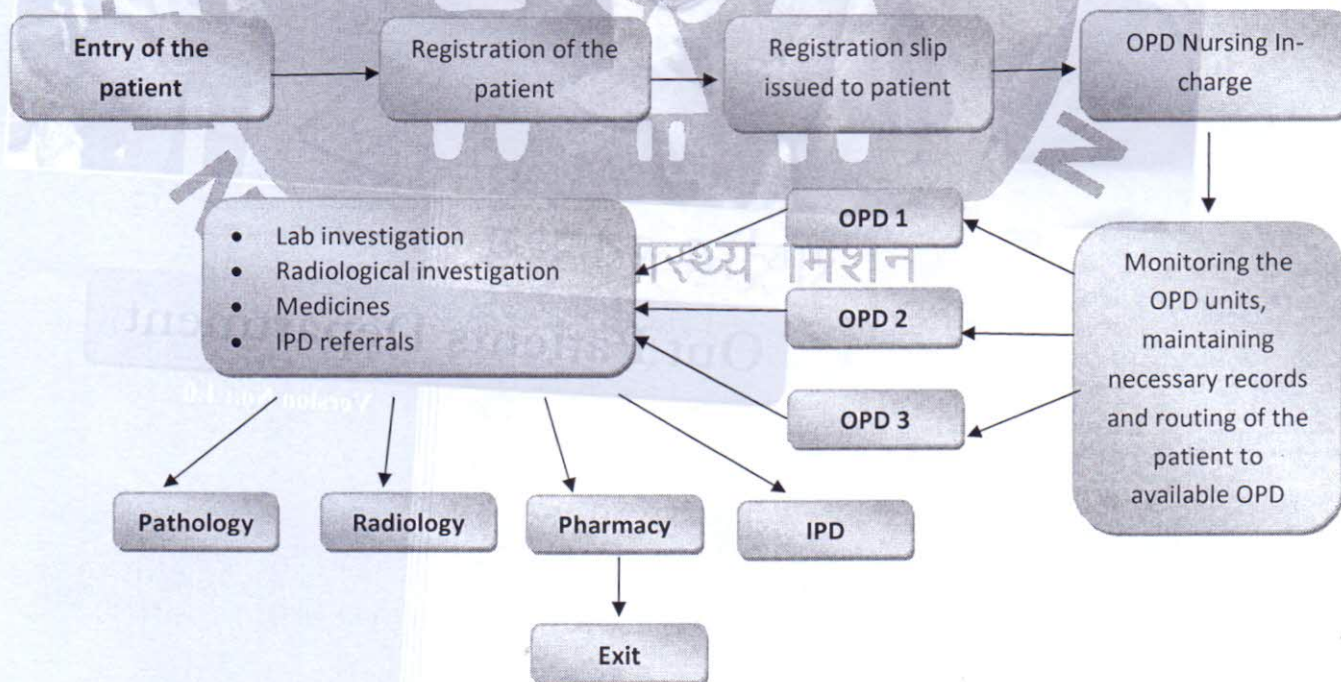 Entry of the
patient
Registration of the
patient
Registration slip
issued to patient
OPD Nursing In-
charge
Monitoring the
OPD units,
maintaining
necessary records
and routing of the
patient to
available OPD
OPD 1
OPD 2
OPD 3
• Lab investigation
• Radiological investigation
• Medicines
• IPD referrals
मिशन
Pathology
Radiology
Pharmacy
IPD
Exit